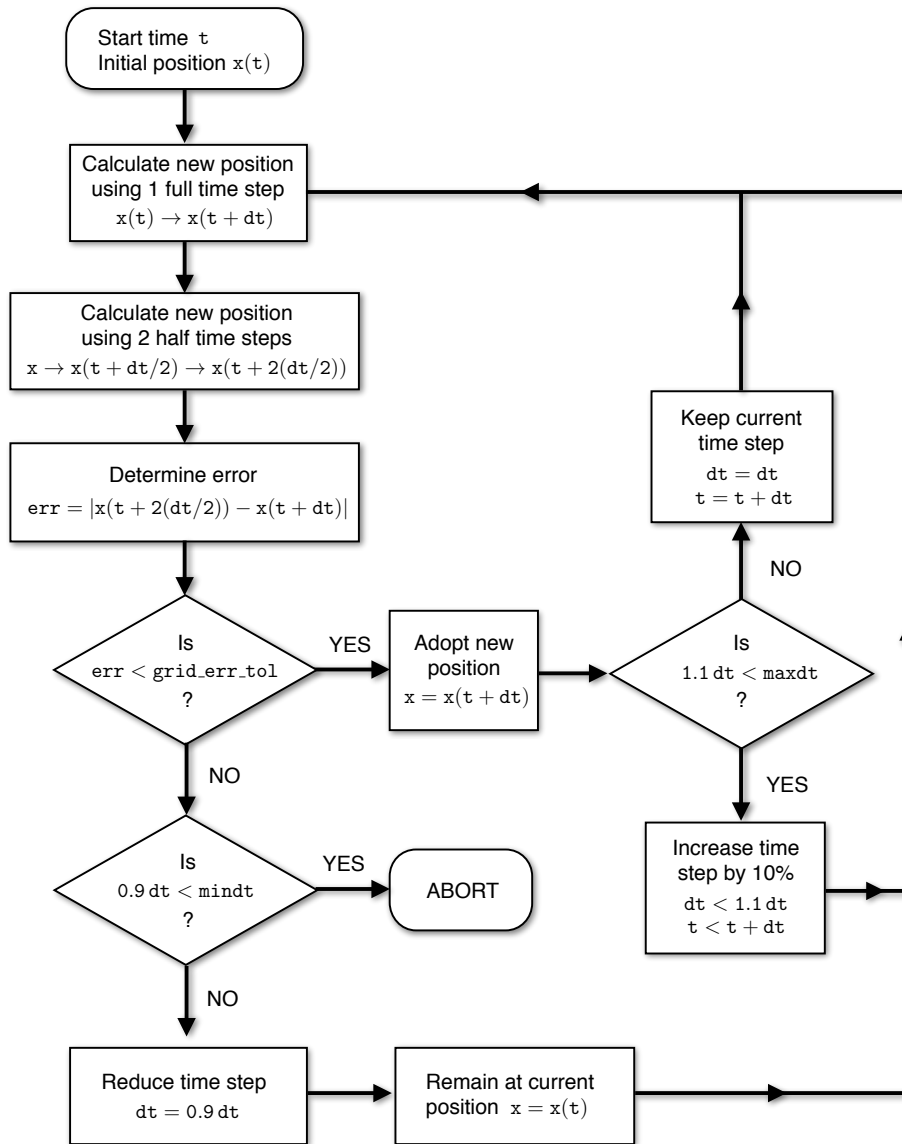 Start time t
Initial position x(t)
Calculate new position
using 1 full time step
x(t) → x(t + dt)
Calculate new position
using 2 half time steps
x → x(t + dt/2) → x(t + 2(dt/2))
Determine error
err = |x(t + 2(dt/2)) − x(t + dt)|
Is
err < grid_err_tol
?
YES
Adopt new
position
x = x(t + dt)
Is
1.1 dt < maxdt
?
NO
Keep current
time step
dt = dt
t = t + dt
YES
Increase time
step by 10%
dt < 1.1 dt
t < t + dt
NO
Is
0.9 dt < mindt
?
YES
ABORT
NO
Reduce time step
dt = 0.9 dt
Remain at current
position x = x(t)